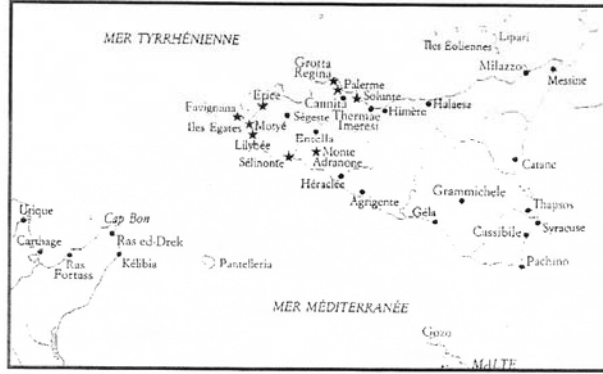 MER TYRRHÉNIENNE
Iles Eoliennes
Lipari
Milazzo
Messine
Grotta
Regina
Palerme
Solunte
Cannita
Erice
Favignana
Ségeste
Thermae
Imeresi
Himère
Halaesa
Iles Egates
Motyé
Lilybée
Entella
Monte
Adranone
Sélinonte
Héraclée
Agrigente
Catane
Grammichele
Géla
Thapsos
Syracuse
Cassibile
Pachino
Utique
Cap Bon
Carthage
Ras ed-Drek
Ras
Fortass
Kélibia
Pantelleria
MER MÉDITERRANÉE
Gozo
MALTE